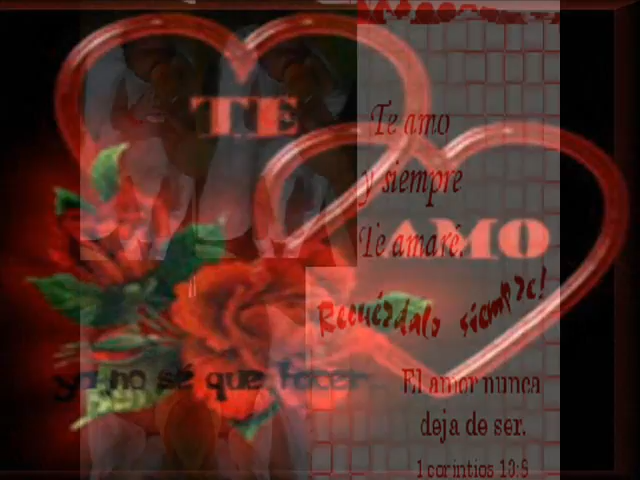 TE
AMO
Te amo
y siempre
Te amaré.
Recuérdalo siempre!
ya no sé que hacer
El amor nunca
deja de ser.
1 corintios 13:8